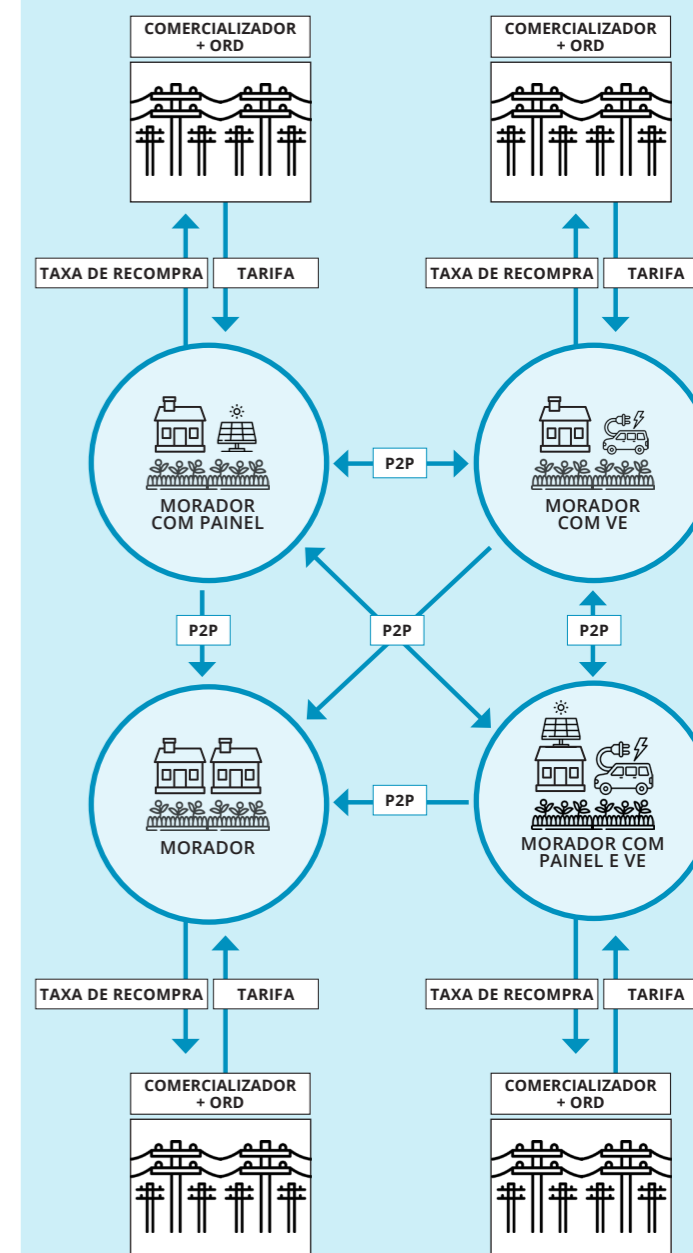 COMERCIALIZADOR
+ ORD
COMERCIALIZADOR
+ ORD
TAXA DE RECOMPRA
TARIFA
TAXA DE RECOMPRA
TARIFA
MORADOR
COM PAINEL
P2P
MORADOR
COM VE
P2P
P2P
P2P
MORADOR
P2P
MORADOR COM
PAINEL E VE
TAXA DE RECOMPRA
TARIFA
TAXA DE RECOMPRA
TARIFA
COMERCIALIZADOR
+ ORD
COMERCIALIZADOR
+ ORD